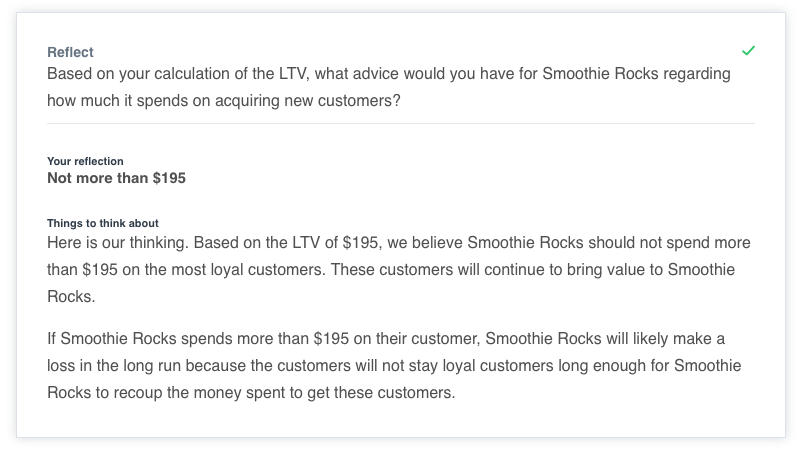 Reflect
Based on your calculation of the LTV, what advice would you have for Smoothie Rocks regarding
how much it spends on acquiring new customers?
Your reflection
Not more than $195
Things to think about
Here is our thinking. Based on the LTV of $195, we believe Smoothie Rocks should not spend more
than $195 on the most loyal customers. These customers will continue to bring value to Smoothie
Rocks.
If Smoothie Rocks spends more than $195 on their customer, Smoothie Rocks will likely make a
loss in the long run because the customers will not stay loyal customers long enough for Smoothie
Rocks to recoup the money spent to get these customers.